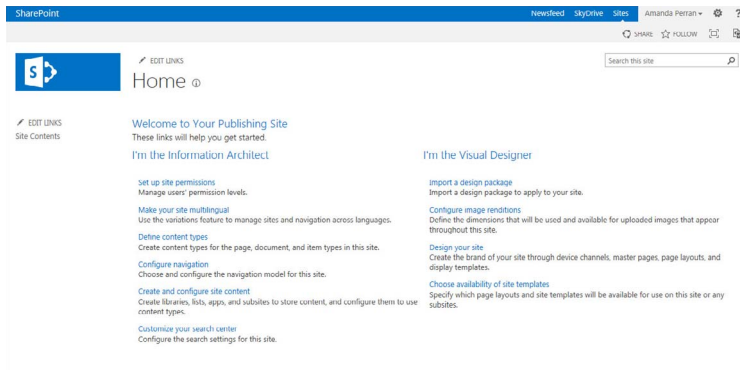 SharePoint
Newsfeed SkyDrive Sites Amanda Perran
?
SHARE FOLLOW
S
EDIT LINKS
Home
Search this site
EDIT LINKS
Site Contents
Welcome to Your Publishing Site
These links will help you get started.
I'm the Information Architect
Set up site permissions
Manage users' permission levels.
Make your site multilingual
Use the variations feature to manage sites and navigation across languages.
Define content types
Create content types for the page, document, and item types in this site.
Configure navigation
Choose and configure the navigation model for this site.
Create and configure site content
Create libraries, lists, apps, and subsites to store content, and configure them to use
content types.
Customize your search center
Configure the search settings for this site.
I'm the Visual Designer
Import a design package
Import a design package to apply to your site.
Configure image renditions
Define the dimensions that will be used and available for uploaded images that appear
throughout this site.
Design your site
Create the brand of your site through device channels, master pages, page layouts, and
display templates.
Choose availability of site templates
Specify which page layouts and site templates will be available for use on this site or any
subsites.